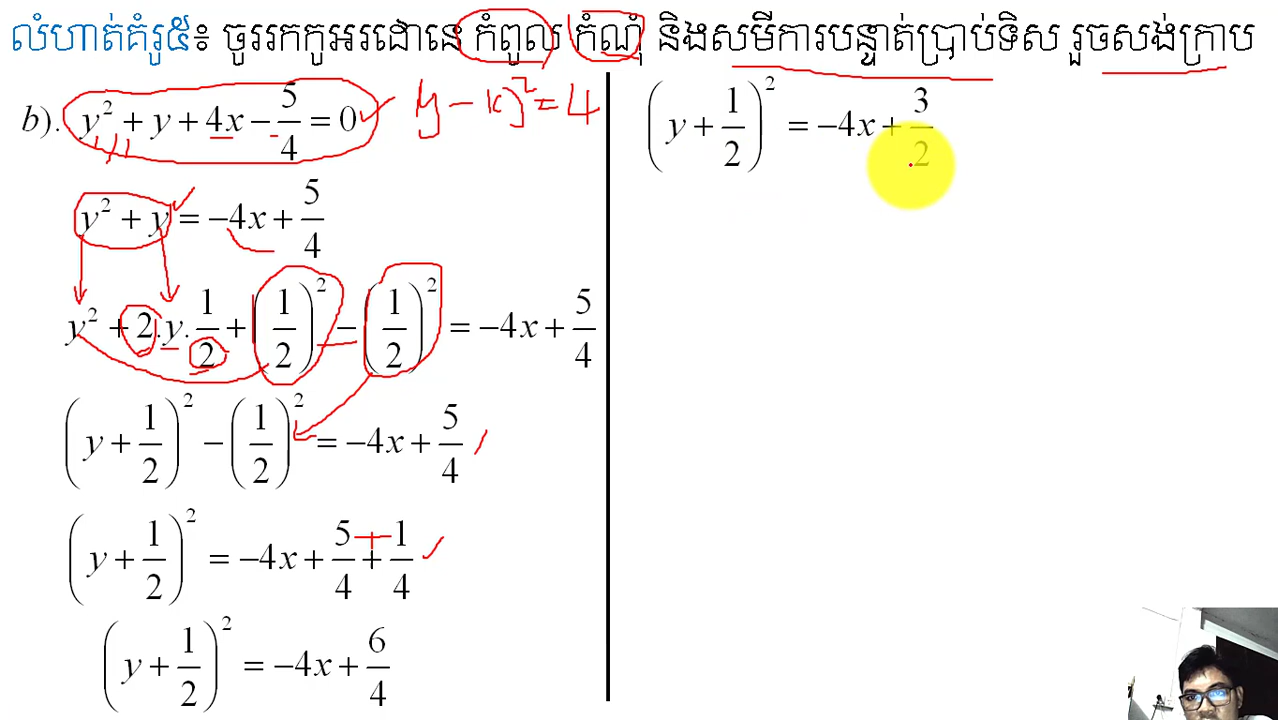 លំហាត់គំរូ៥៖ ចូររកកូអរដោនេ កំពូល កំណុំ និងសមីការបន្ទាត់ប្រាប់ទិស រួចសង់ក្រាប
b). y² + y + 4x − 5/4 = 0
(y − k)² = 4
y² + y = −4x + 5/4
y² + 2.y.1/2 + (1/2)² − (1/2)² = −4x + 5/4
(y + 1/2)² − (1/2)² = −4x + 5/4
(y + 1/2)² = −4x + 5/4 + 1/4
(y + 1/2)² = −4x + 6/4
(y + 1/2)² = −4x + 3/2